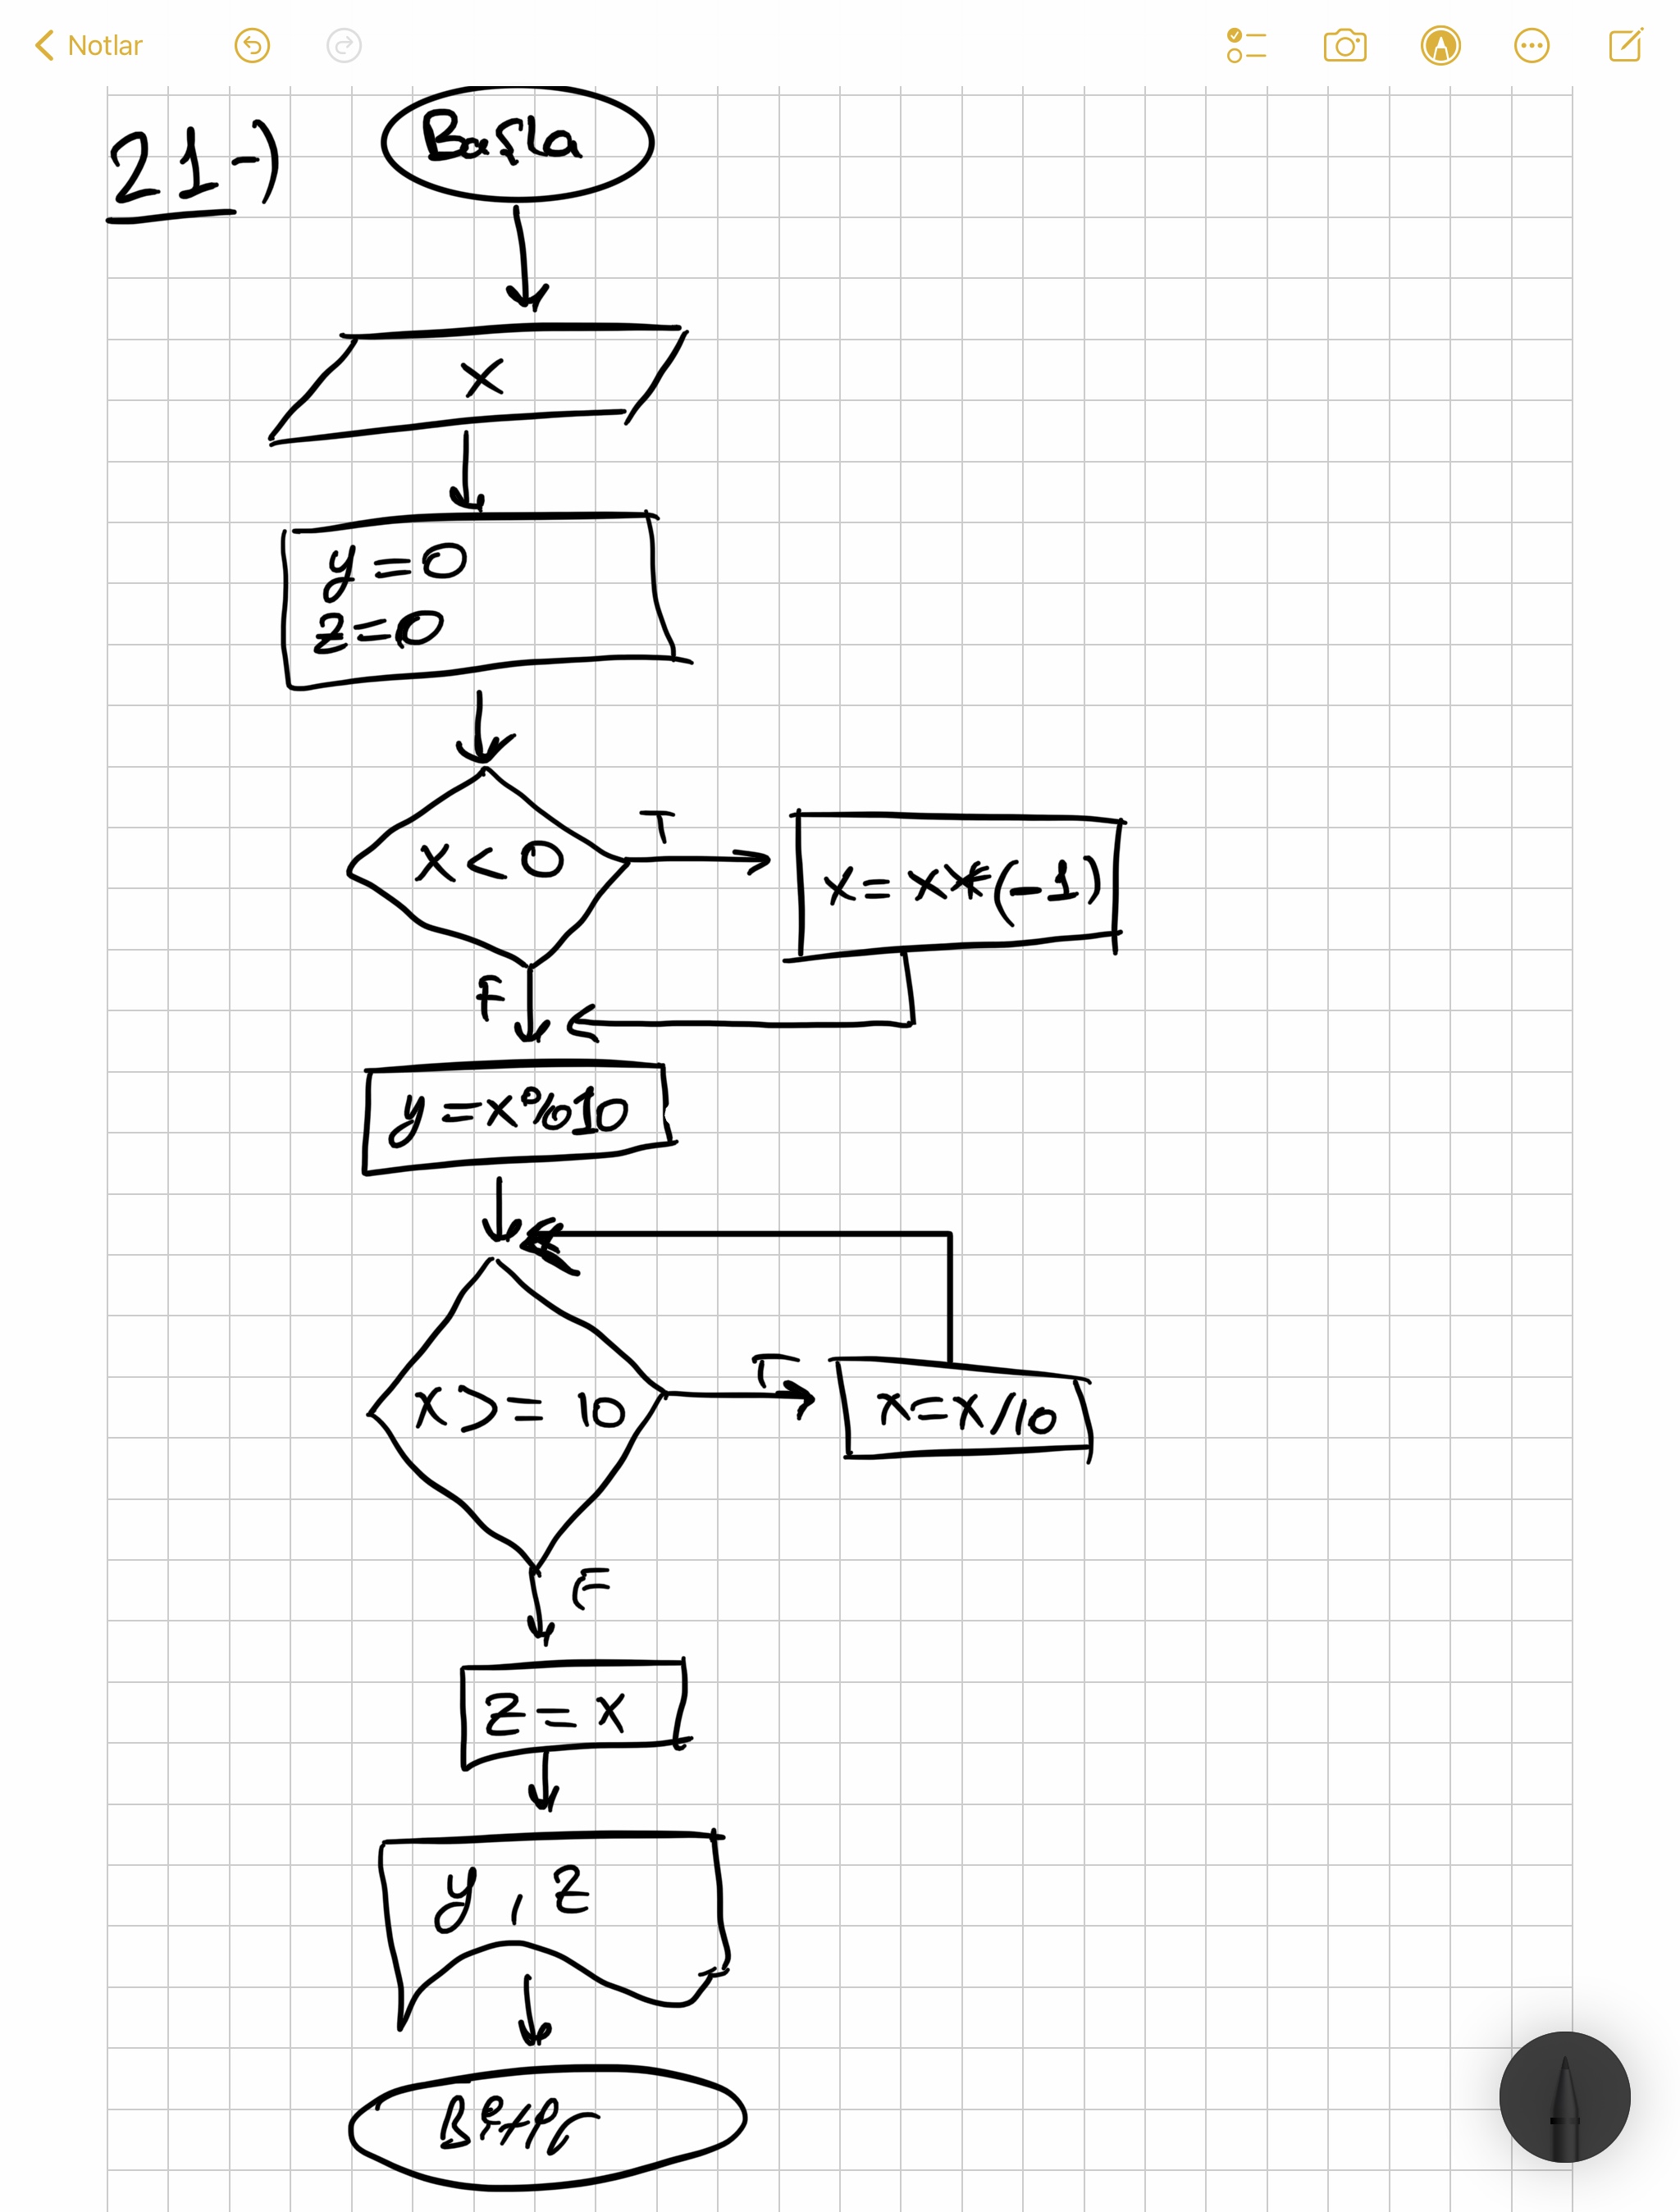 Notlar
21-)
Başla
x
y=0
z=0
x<0
T
x= x*(-1)
F
y=x%10
x>= 10
T
x=x/10
F
z= x
y, z
Bitir